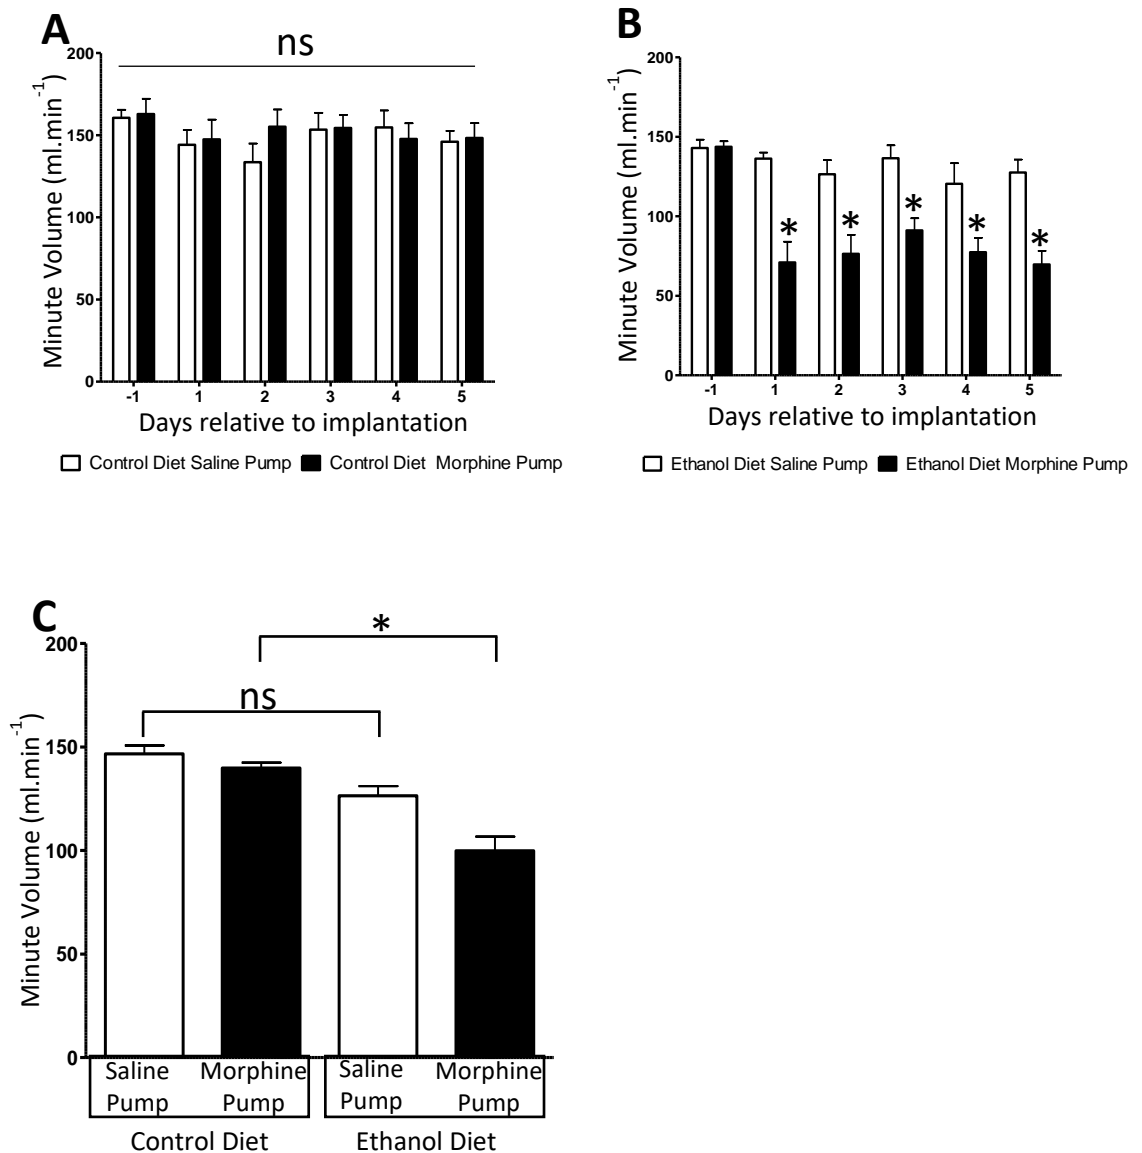 A
ns
Minute Volume (ml.min-1)
200
150
100
50
0
-1 1 2 3 4 5
Days relative to implantation
Control Diet Saline Pump Control Diet Morphine Pump
B
Minute Volume (ml.min-1)
200
150
100
50
0
* * * * *
-1 1 2 3 4 5
Days relative to implantation
Ethanol Diet Saline Pump Ethanol Diet Morphine Pump
C
*
ns
Minute Volume (ml.min-1)
200
150
100
50
0
Saline Morphine Saline Morphine
Pump Pump Pump Pump
Control Diet Ethanol Diet